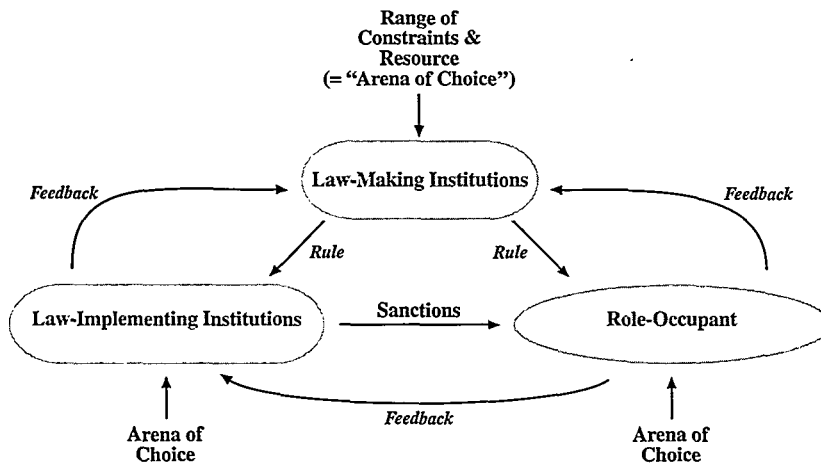 Range of
Constraints &
Resource
(= “Arena of Choice”)
Law-Making Institutions
Feedback
Feedback
Rule
Rule
Law-Implementing Institutions
Sanctions
Role-Occupant
Feedback
Arena of
Choice
Arena of
Choice